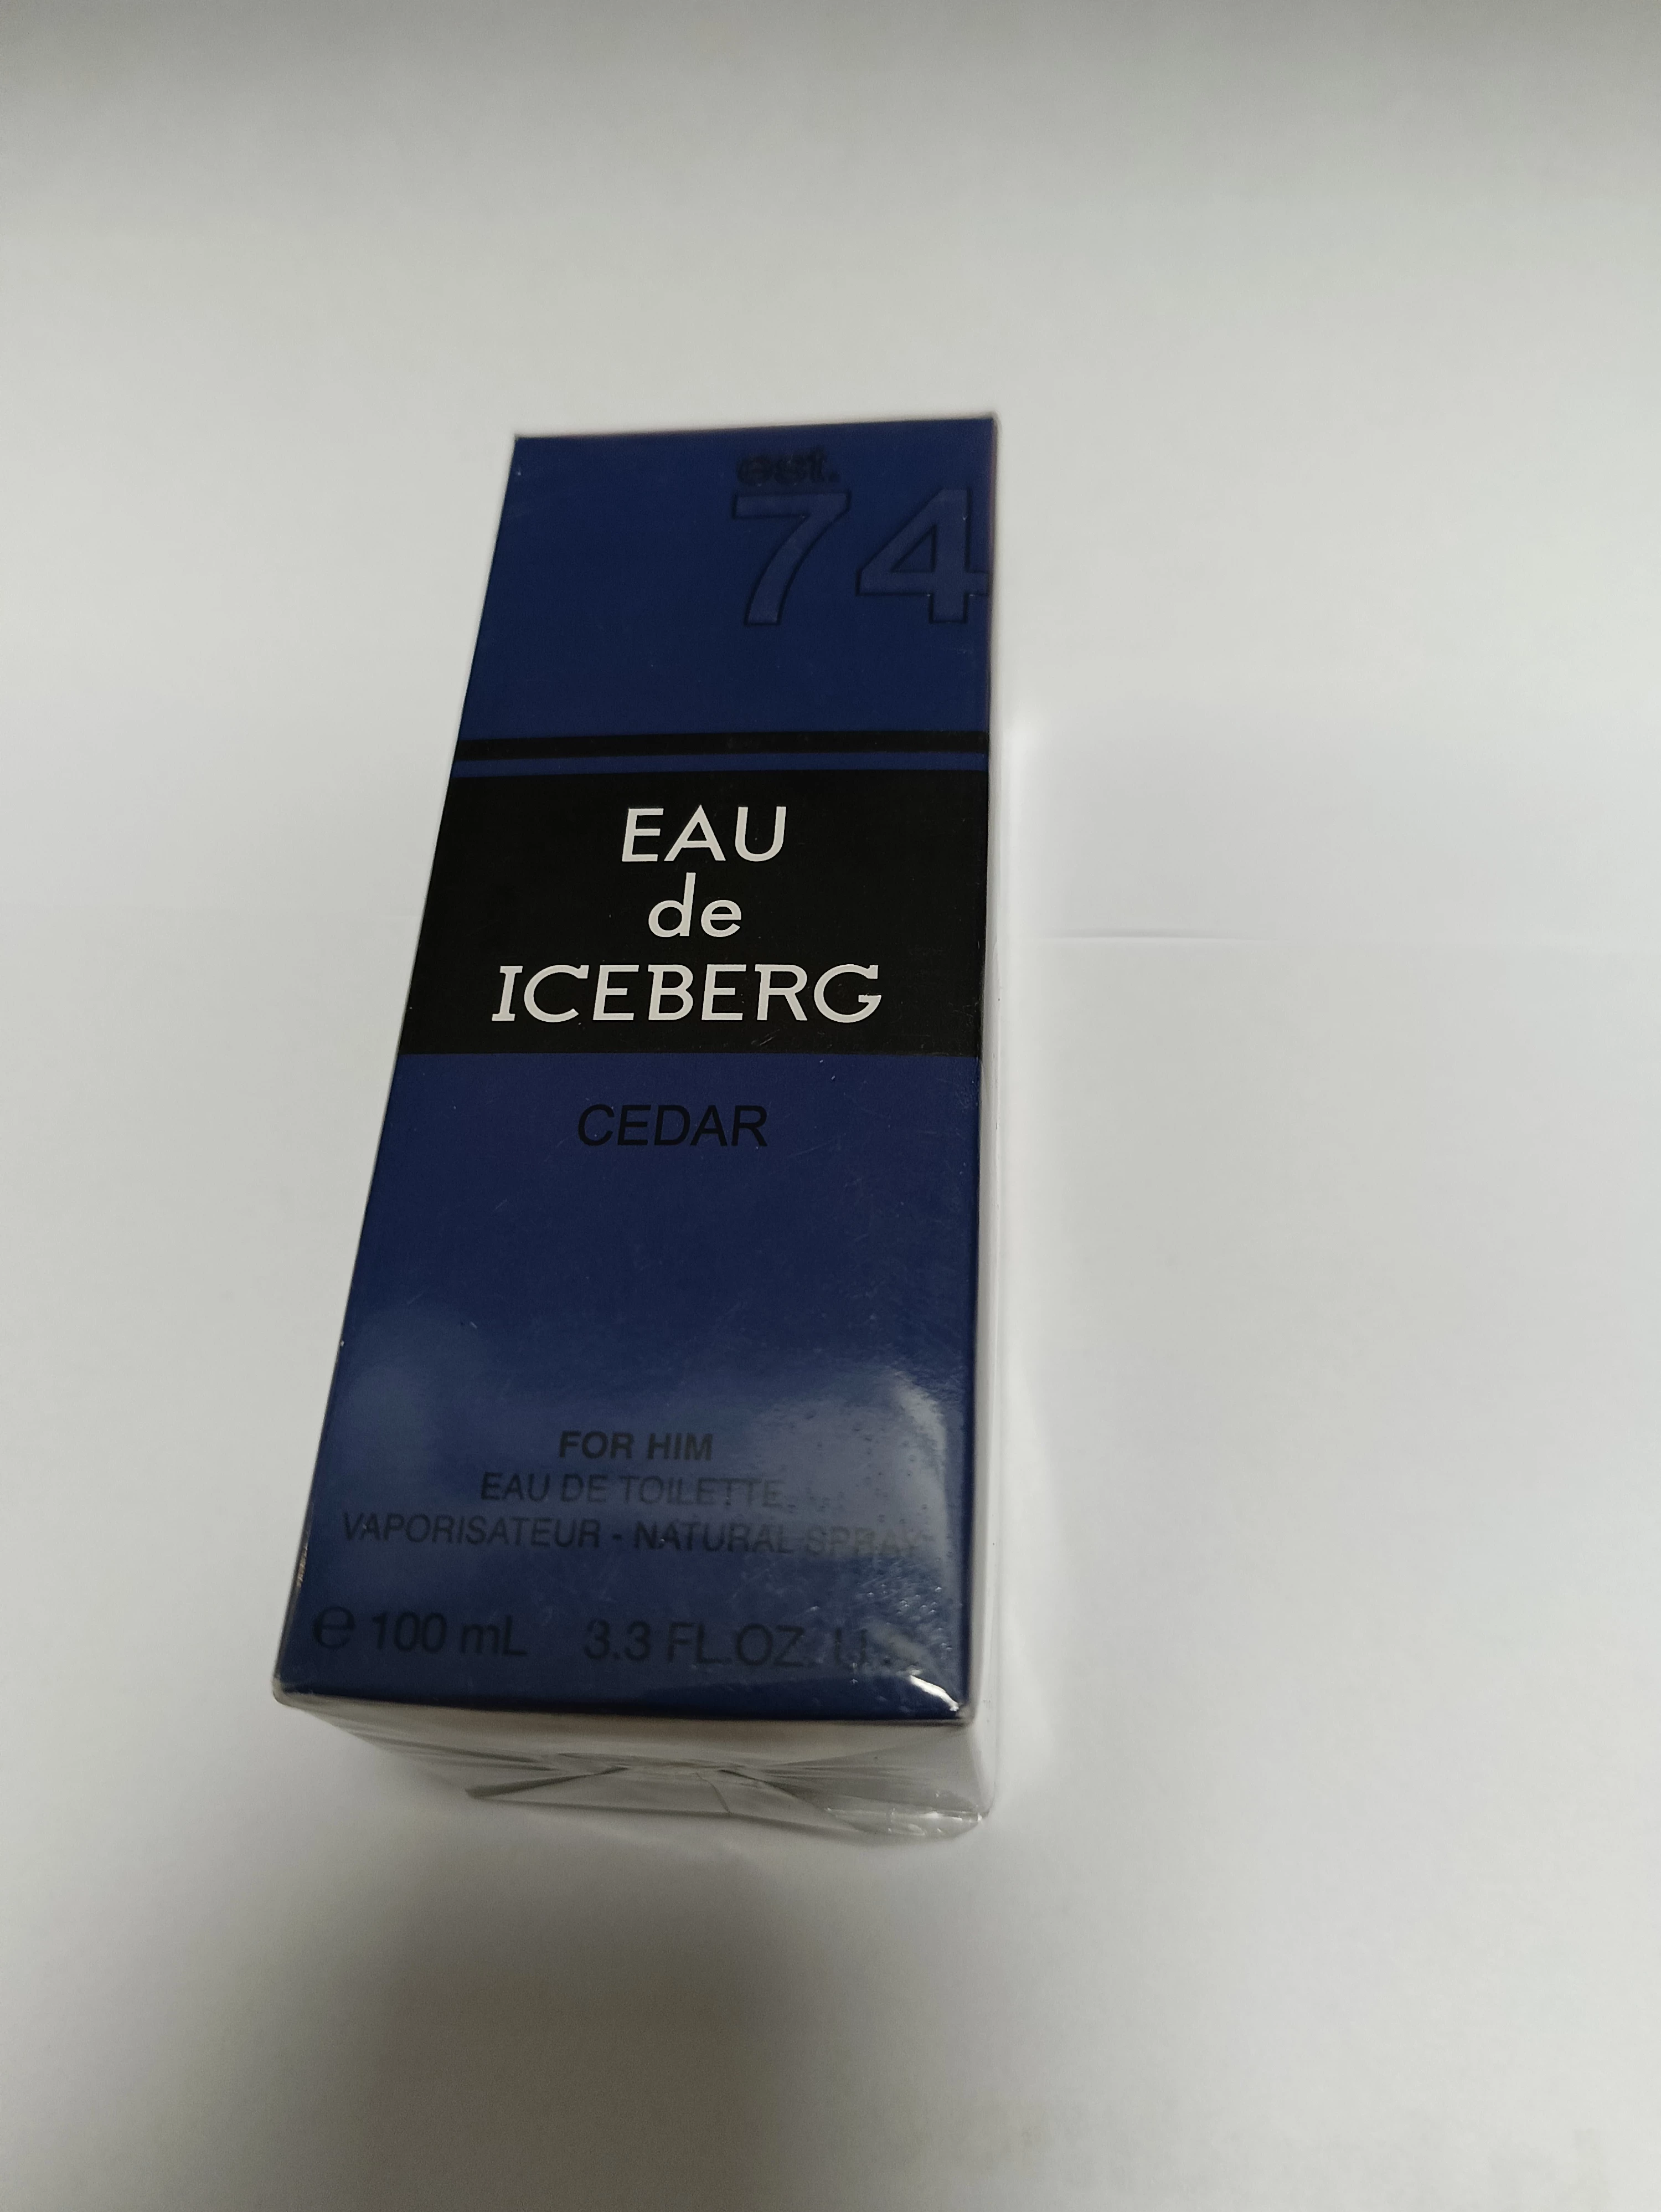 est.
74
EAU
de
ICEBERG
CEDAR
FOR HIM
EAU DE TOILETTE
VAPORISATEUR - NATURAL SPRAY
e 100 mL 3.3 FL.OZ.